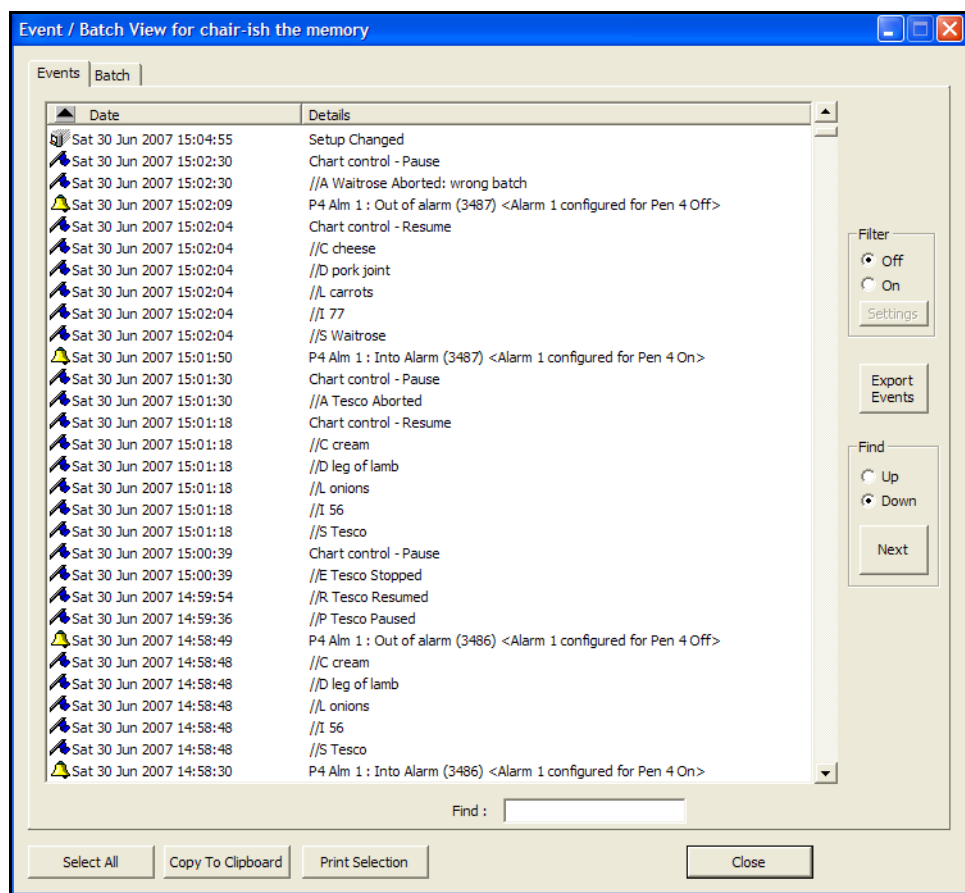 Event / Batch View for chair-ish the memory
Events Batch
Date Details
Sat 30 Jun 2007 15:04:55 Setup Changed
Sat 30 Jun 2007 15:02:30 Chart control - Pause
Sat 30 Jun 2007 15:02:30 //A Waitrose Aborted: wrong batch
Sat 30 Jun 2007 15:02:09 P4 Alm 1 : Out of alarm (3487) <Alarm 1 configured for Pen 4 Off>
Sat 30 Jun 2007 15:02:04 Chart control - Resume
Sat 30 Jun 2007 15:02:04 //C cheese
Sat 30 Jun 2007 15:02:04 //D pork joint
Sat 30 Jun 2007 15:02:04 //L carrots
Sat 30 Jun 2007 15:02:04 //I 77
Sat 30 Jun 2007 15:02:04 //S Waitrose
Sat 30 Jun 2007 15:01:50 P4 Alm 1 : Into Alarm (3487) <Alarm 1 configured for Pen 4 On>
Sat 30 Jun 2007 15:01:30 Chart control - Pause
Sat 30 Jun 2007 15:01:30 //A Tesco Aborted
Sat 30 Jun 2007 15:01:18 Chart control - Resume
Sat 30 Jun 2007 15:01:18 //C cream
Sat 30 Jun 2007 15:01:18 //D leg of lamb
Sat 30 Jun 2007 15:01:18 //L onions
Sat 30 Jun 2007 15:01:18 //I 56
Sat 30 Jun 2007 15:01:18 //S Tesco
Sat 30 Jun 2007 15:00:39 Chart control - Pause
Sat 30 Jun 2007 15:00:39 //E Tesco Stopped
Sat 30 Jun 2007 14:59:54 //R Tesco Resumed
Sat 30 Jun 2007 14:59:36 //P Tesco Paused
Sat 30 Jun 2007 14:58:49 P4 Alm 1 : Out of alarm (3486) <Alarm 1 configured for Pen 4 Off>
Sat 30 Jun 2007 14:58:48 //C cream
Sat 30 Jun 2007 14:58:48 //D leg of lamb
Sat 30 Jun 2007 14:58:48 //L onions
Sat 30 Jun 2007 14:58:48 //I 56
Sat 30 Jun 2007 14:58:48 //S Tesco
Sat 30 Jun 2007 14:58:30 P4 Alm 1 : Into Alarm (3486) <Alarm 1 configured for Pen 4 On>
Filter
Off
On
Settings
Export
Events
Find
Up
Down
Next
Find :
Select All Copy To Clipboard Print Selection Close